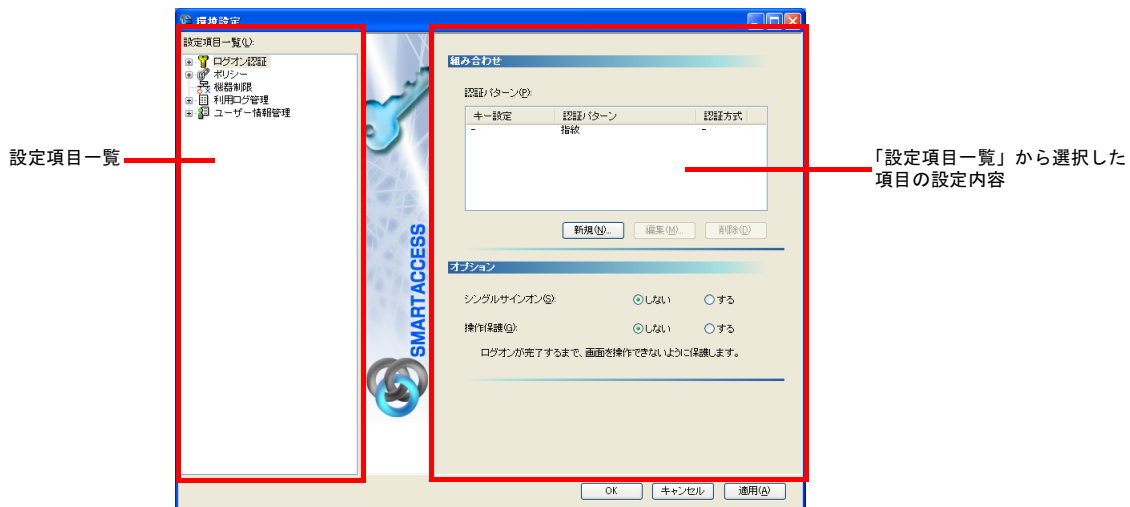 環境設定
設定項目一覧(L):
ログオン認証
ポリシー
機器制限
利用ログ管理
ユーザー情報管理
設定項目一覧
SMARTACCESS
組み合わせ
認証パターン(P):
キー設定 認証パターン 認証方式
- 指紋 -
新規(N)... 編集(M)... 削除(D)
オプション
シングルサインオン(S): しない する
操作保護(G): しない する
ログオンが完了するまで、画面を操作できないように保護します。
「設定項目一覧」から選択した
項目の設定内容
OK キャンセル 適用(A)